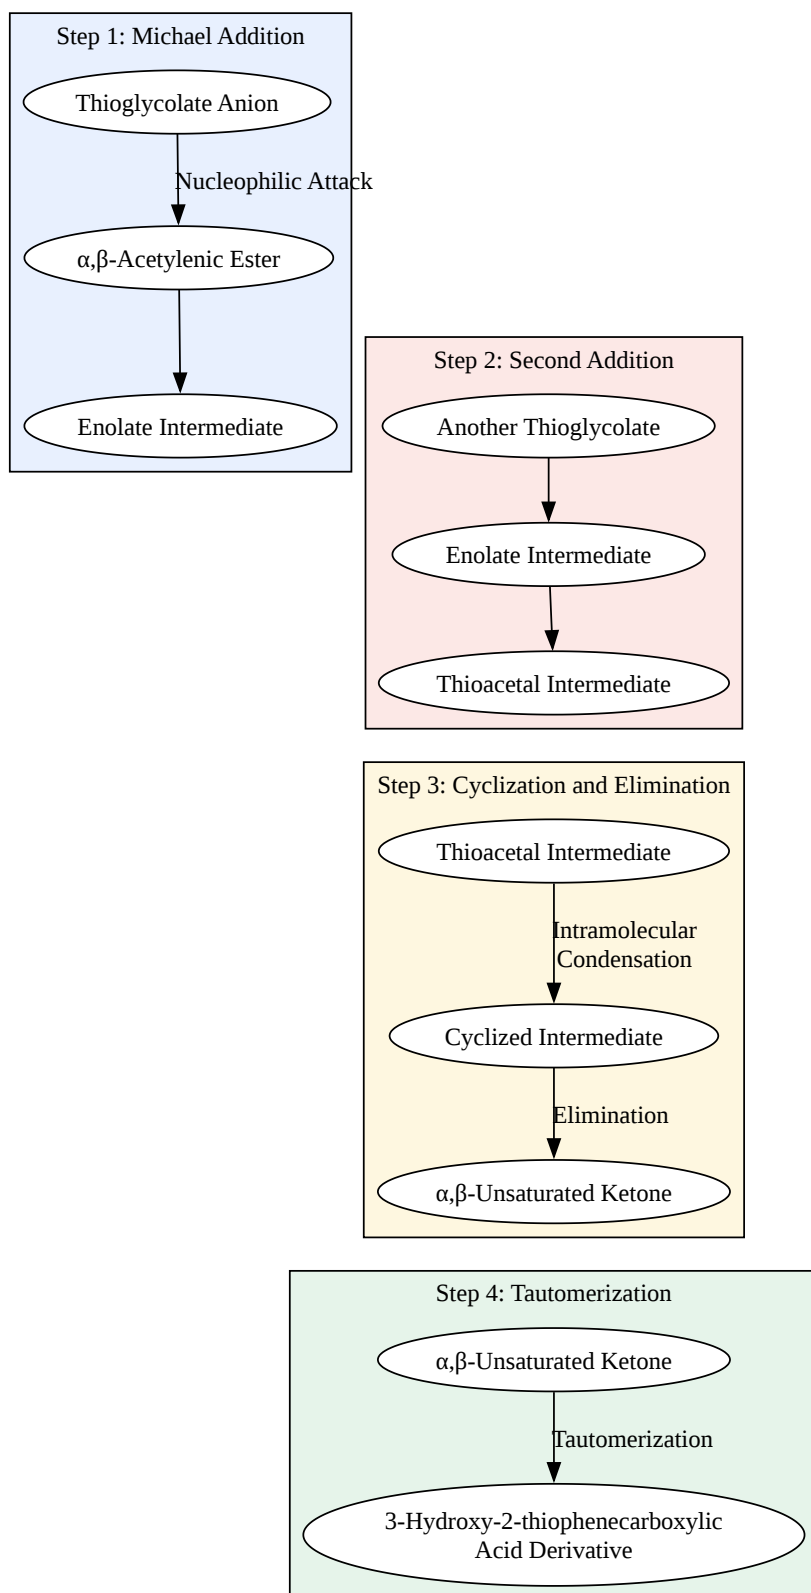 Step 1: Michael Addition
Thioglycolate Anion
Nucleophilic Attack
α,β-Acetylenic Ester
Enolate Intermediate
Step 2: Second Addition
Another Thioglycolate
Enolate Intermediate
Thioacetal Intermediate
Step 3: Cyclization and Elimination
Thioacetal Intermediate
Intramolecular
Condensation
Cyclized Intermediate
Elimination
α,β-Unsaturated Ketone
Step 4: Tautomerization
α,β-Unsaturated Ketone
Tautomerization
3-Hydroxy-2-thiophenecarboxylic
Acid Derivative